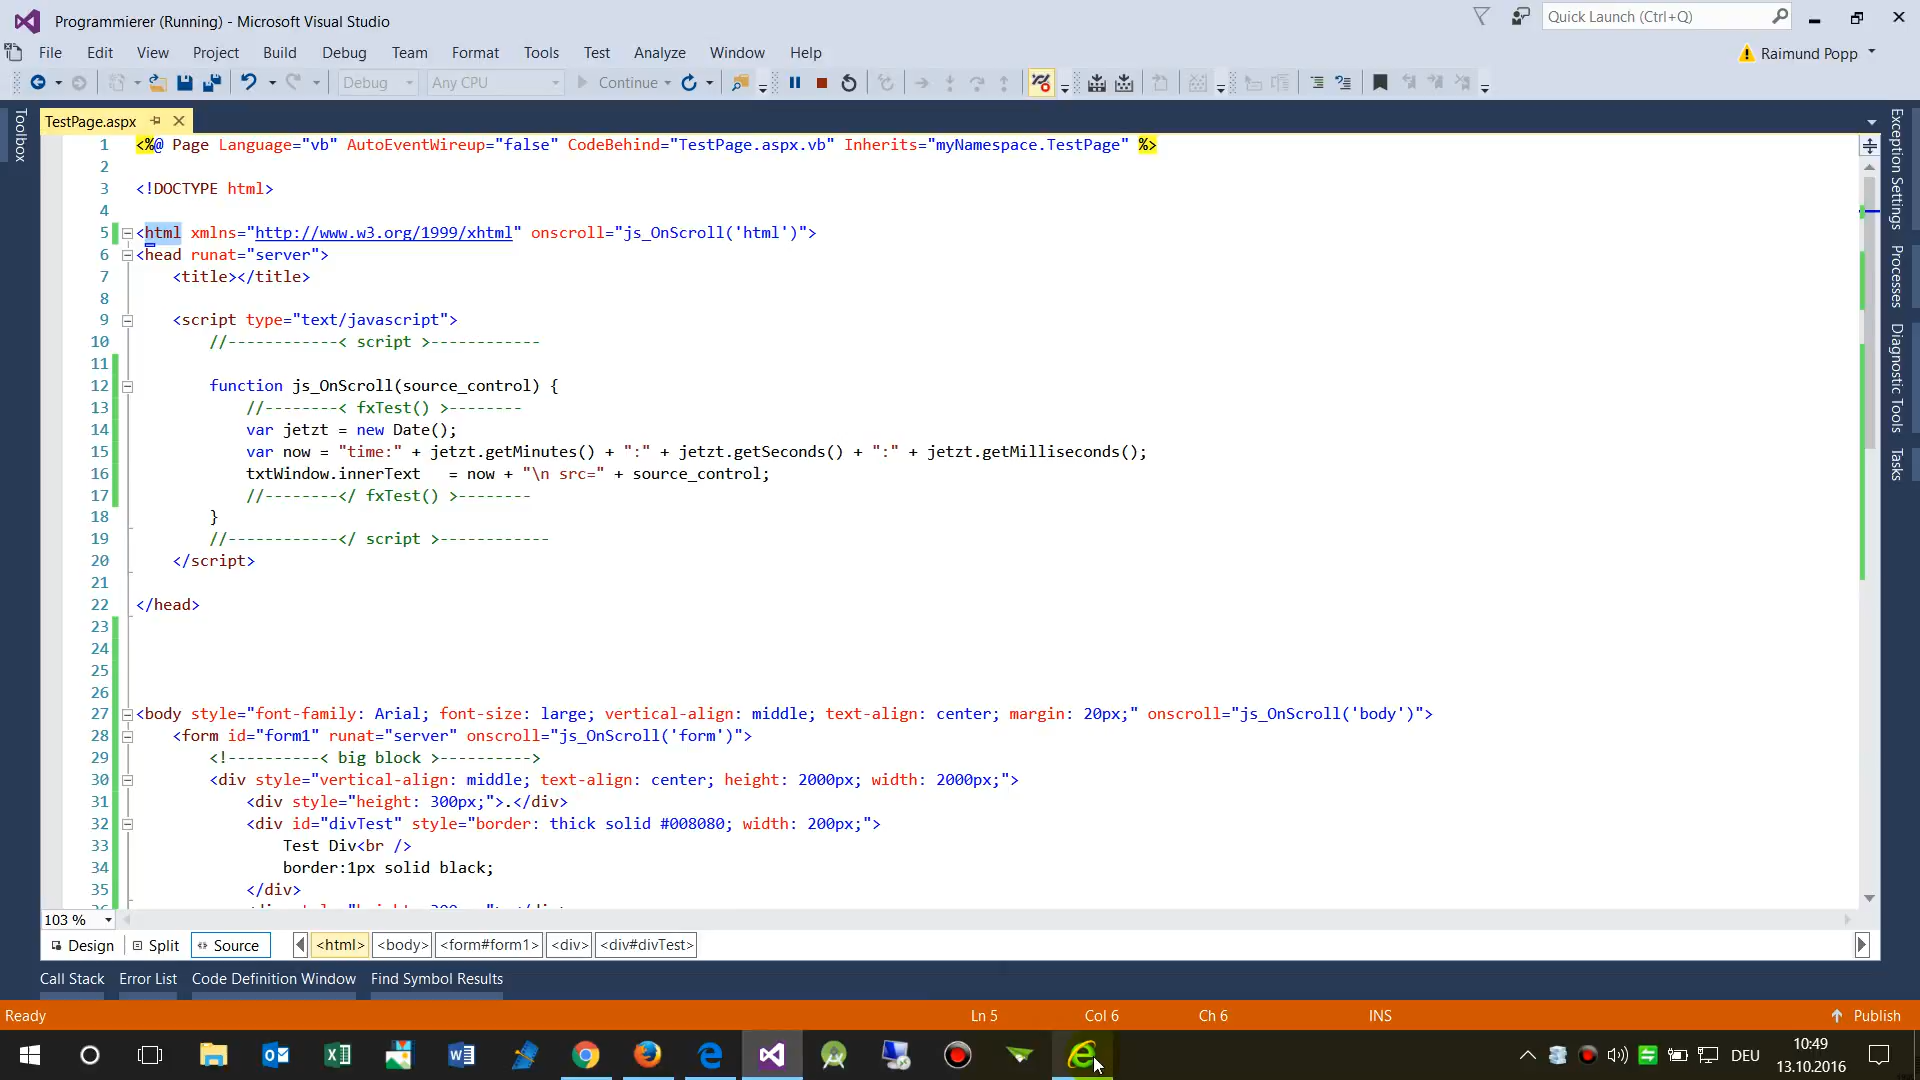 Programmierer (Running) - Microsoft Visual Studio
Quick Launch (Ctrl+Q)
File Edit View Project Build Debug Team Format Tools Test Analyze Window Help
Raimund Popp
Debug Any CPU Continue
TestPage.aspx
Toolbox
Exception Settings
Processes
Diagnostic Tools
Tasks
1 <%@ Page Language="vb" AutoEventWireup="false" CodeBehind="TestPage.aspx.vb" Inherits="myNamespace.TestPage" %>
2
3 <!DOCTYPE html>
4
5 <html xmlns="http://www.w3.org/1999/xhtml" onscroll="js_OnScroll('html')">
6 <head runat="server">
7 <title></title>
8
9 <script type="text/javascript">
10 //------------< script >------------
11
12 function js_OnScroll(source_control) {
13 //--------< fxTest() >--------
14 var jetzt = new Date();
15 var now = "time:" + jetzt.getMinutes() + ":" + jetzt.getSeconds() + ":" + jetzt.getMilliseconds();
16 txtWindow.innerText = now + "\n src=" + source_control;
17 //--------</ fxTest() >--------
18 }
19 //------------</ script >------------
20 </script>
21
22 </head>
23
24
25
26
27 <body style="font-family: Arial; font-size: large; vertical-align: middle; text-align: center; margin: 20px;" onscroll="js_OnScroll('body')">
28 <form id="form1" runat="server" onscroll="js_OnScroll('form')">
29 <!----------< big block >---------->
30 <div style="vertical-align: middle; text-align: center; height: 2000px; width: 2000px;">
31 <div style="height: 300px;">.</div>
32 <div id="divTest" style="border: thick solid #008080; width: 200px;">
33 Test Div<br />
34 border:1px solid black;
35 </div>
103 %
Design Split Source <html> <body> <form#form1> <div> <div#divTest>
Call Stack Error List Code Definition Window Find Symbol Results
Ready Ln 5 Col 6 Ch 6 INS Publish
DEU
10:49
13.10.2016